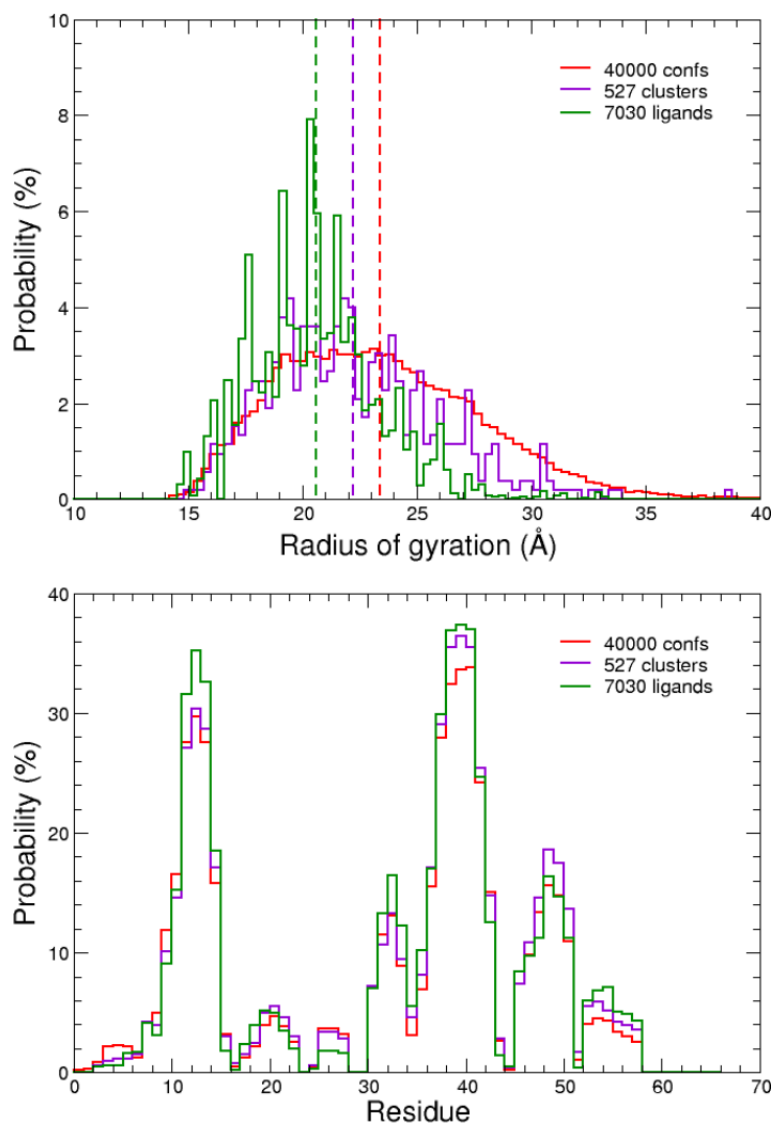 10
8
6
4
2
0
Probability (%)
40000 confs
527 clusters
7030 ligands
10 15 20 25 30 35 40
Radius of gyration (Å)
40
30
20
10
0
Probability (%)
40000 confs
527 clusters
7030 ligands
0 10 20 30 40 50 60 70
Residue